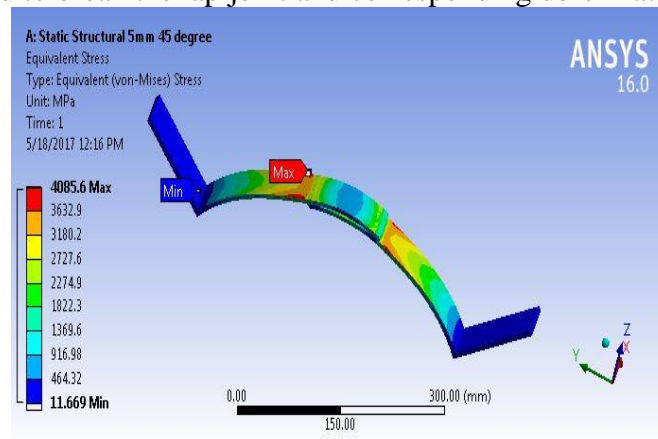 A: Static Structural 5mm 45 degree
Equivalent Stress
Type: Equivalent (von-Mises) Stress
Unit: MPa
Time: 1
5/18/2017 12:16 PM
ANSYS
16.0
Max
Min
4085.6 Max
3632.9
3180.2
2727.6
2274.9
1822.3
1369.6
916.98
464.32
11.669 Min
0.00 300.00 (mm)
150.00
Z
Y X